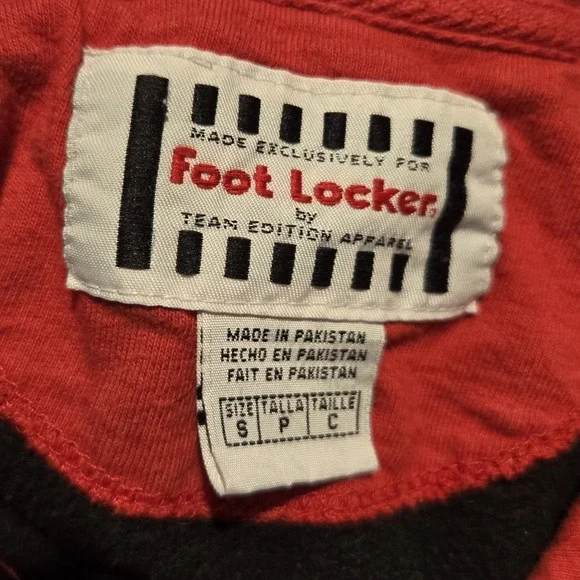 MADE EXCLUSIVELY FOR
Foot Locker
by
TEAM EDITION APPAREL
MADE IN PAKISTAN
HECHO EN PAKISTAN
FAIT EN PAKISTAN
SIZE TALLA TAILLE
S P C